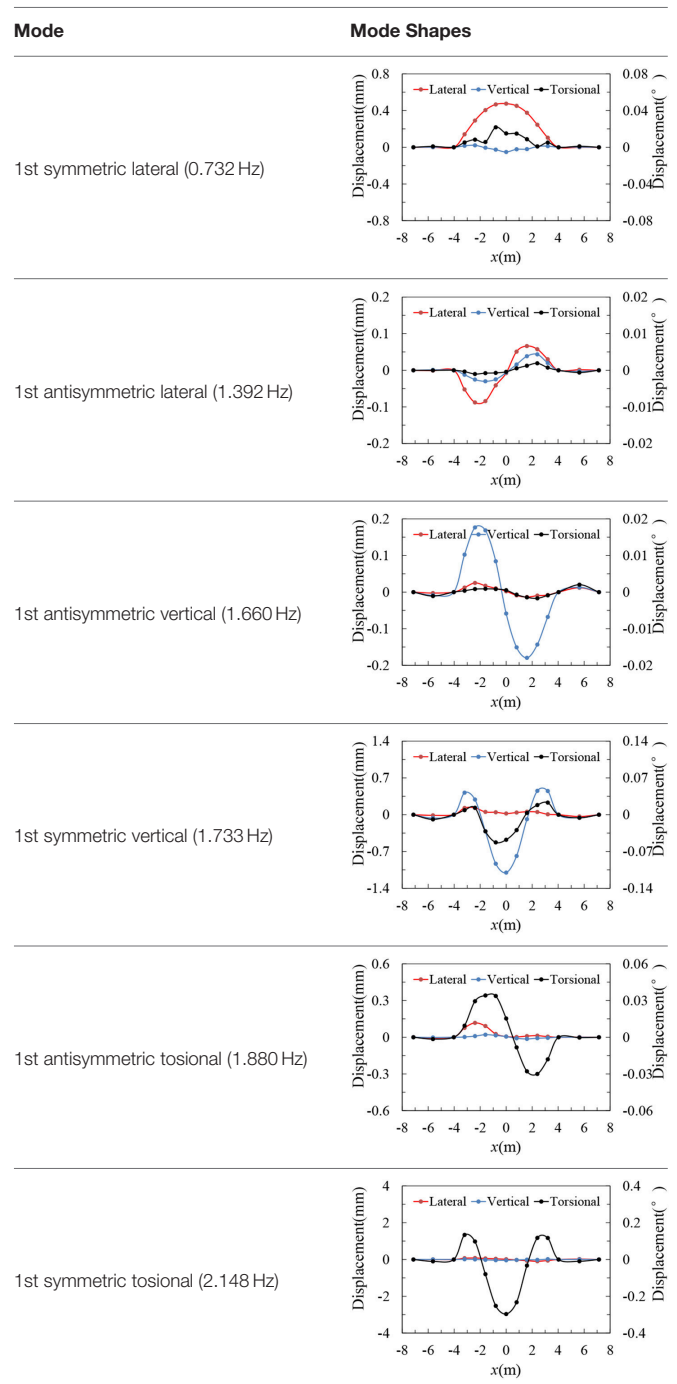 Mode Mode Shapes
1st symmetric lateral (0.732 Hz)
Displacement(mm)
Displacement(°)
Lateral Vertical Torsional
0.8 0.08
0.4 0.04
0 0
-0.4 -0.04
-0.8 -0.08
-8 -6 -4 -2 0 2 4 6 8
x(m)
1st antisymmetric lateral (1.392 Hz)
Displacement(mm)
Displacement(°)
Lateral Vertical Torsional
0.2 0.02
0.1 0.01
0 0
-0.1 -0.01
-0.2 -0.02
-8 -6 -4 -2 0 2 4 6 8
x(m)
1st antisymmetric vertical (1.660 Hz)
Displacement(mm)
Displacement(°)
Lateral Vertical Torsional
0.2 0.02
0.1 0.01
0 0
-0.1 -0.01
-0.2 -0.02
-8 -6 -4 -2 0 2 4 6 8
x(m)
1st symmetric vertical (1.733 Hz)
Displacement(mm)
Displacement(°)
Lateral Vertical Torsional
1.4 0.14
0.7 0.07
0 0
-0.7 -0.07
-1.4 -0.14
-8 -6 -4 -2 0 2 4 6 8
x(m)
1st antisymmetric tosional (1.880 Hz)
Displacement(mm)
Displacement(°)
Lateral Vertical Torsional
0.6 0.06
0.3 0.03
0 0
-0.3 -0.03
-0.6 -0.06
-8 -6 -4 -2 0 2 4 6 8
x(m)
1st symmetric tosional (2.148 Hz)
Displacement(mm)
Displacement(°)
Lateral Vertical Torsional
4 0.4
2 0.2
0 0
-2 -0.2
-4 -0.4
-8 -6 -4 -2 0 2 4 6 8
x(m)